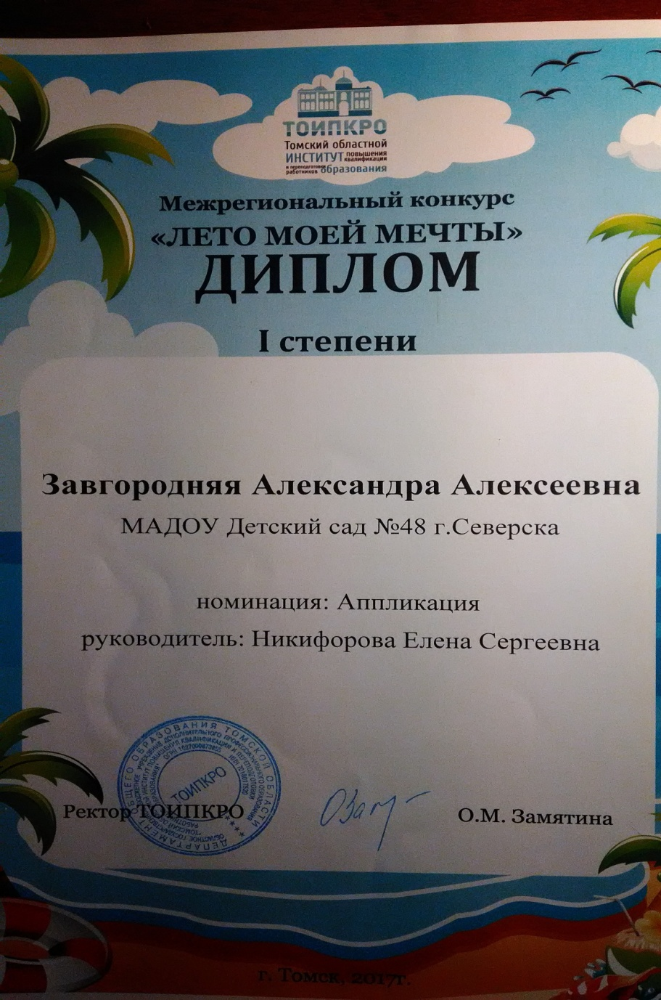 ТОИПКРО
Томский областной
ИНСТИТУТ повышения квалификации
и переподготовки работников образования
Межрегиональный конкурс
«ЛЕТО МОЕЙ МЕЧТЫ»
ДИПЛОМ
I степени
Завгородняя Александра Алексеевна
МАДОУ Детский сад №48 г.Северска
номинация: Аппликация
руководитель: Никифорова Елена Сергеевна
Ректор ТОИПКРО
О.М. Замятина
ДЕПАРТАМЕНТ ОБЩЕГО ОБРАЗОВАНИЯ ТОМСКОЙ ОБЛАСТИ
ТОИПКРО
г. Томск, 2017г.